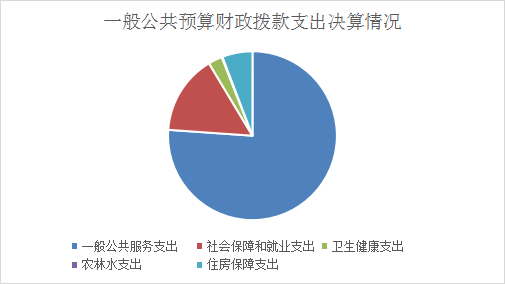 一般公共预算财政拨款支出决算情况
一般公共服务支出 社会保障和就业支出 卫生健康支出
农林水支出 住房保障支出